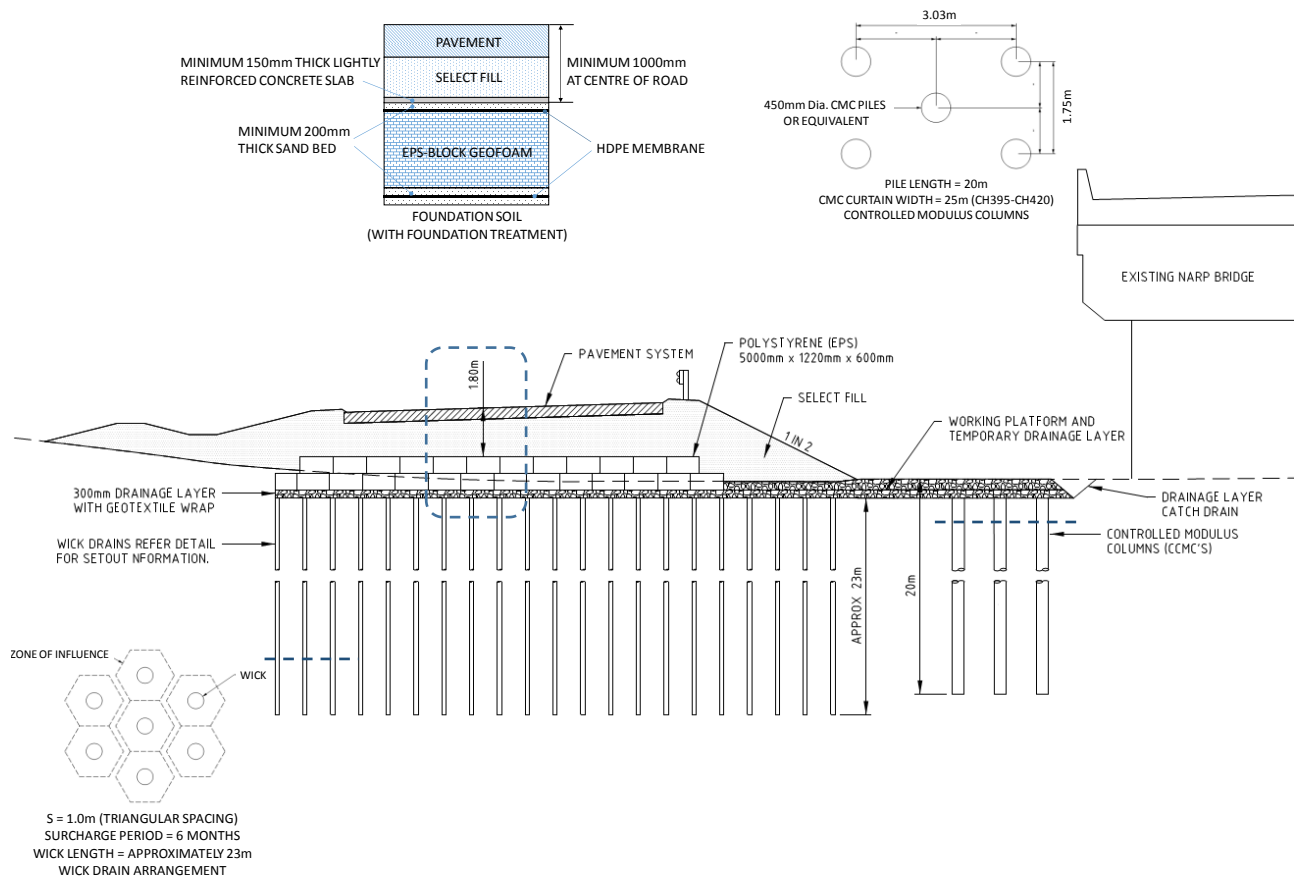 PAVEMENT
MINIMUM 150mm THICK LIGHTLY
REINFORCED CONCRETE SLAB
SELECT FILL
MINIMUM 1000mm
AT CENTRE OF ROAD
MINIMUM 200mm
THICK SAND BED
EPS-BLOCK GEOFOAM
HDPE MEMBRANE
FOUNDATION SOIL
(WITH FOUNDATION TREATMENT)
3.03m
450mm Dia. CMC PILES
OR EQUIVALENT
1.75m
PILE LENGTH = 20m
CMC CURTAIN WIDTH = 25m (CH395-CH420)
CONTROLLED MODULUS COLUMNS
EXISTING NARP BRIDGE
1.80m
PAVEMENT SYSTEM
POLYSTYRENE (EPS)
5000mm x 1220mm x 600mm
SELECT FILL
1 IN 2
WORKING PLATFORM AND
TEMPORARY DRAINAGE LAYER
300mm DRAINAGE LAYER
WITH GEOTEXTILE WRAP
DRAINAGE LAYER
CATCH DRAIN
WICK DRAINS REFER DETAIL
FOR SETOUT NFORMATION.
CONTROLLED MODULUS
COLUMNS (CCMC'S)
APPROX 23m
20m
ZONE OF INFLUENCE
WICK
S = 1.0m (TRIANGULAR SPACING)
SURCHARGE PERIOD = 6 MONTHS
WICK LENGTH = APPROXIMATELY 23m
WICK DRAIN ARRANGEMENT